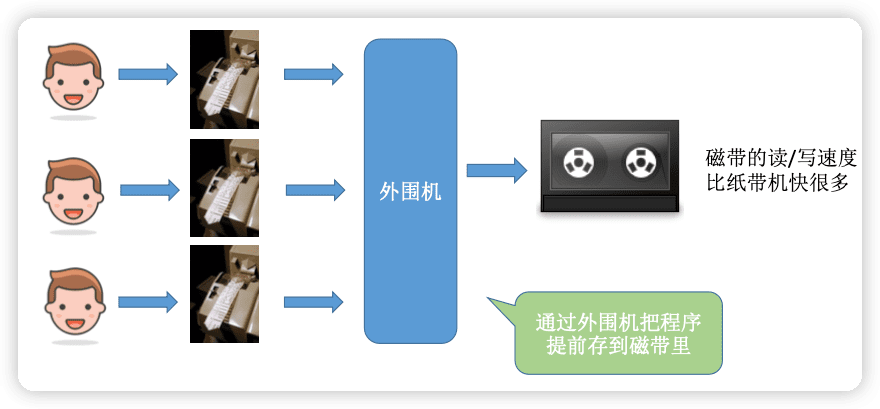 外围机
磁带的读/写速度
比纸带机快很多
通过外围机把程序
提前存到磁带里